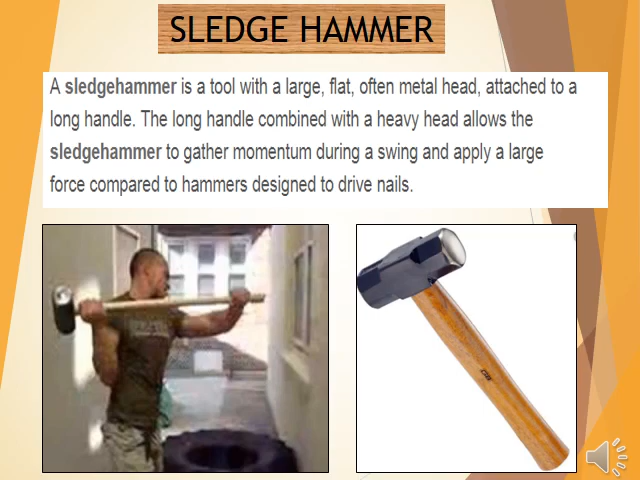 SLEDGE HAMMER
A sledgehammer is a tool with a large, flat, often metal head, attached to a
long handle. The long handle combined with a heavy head allows the
sledgehammer to gather momentum during a swing and apply a large
force compared to hammers designed to drive nails.